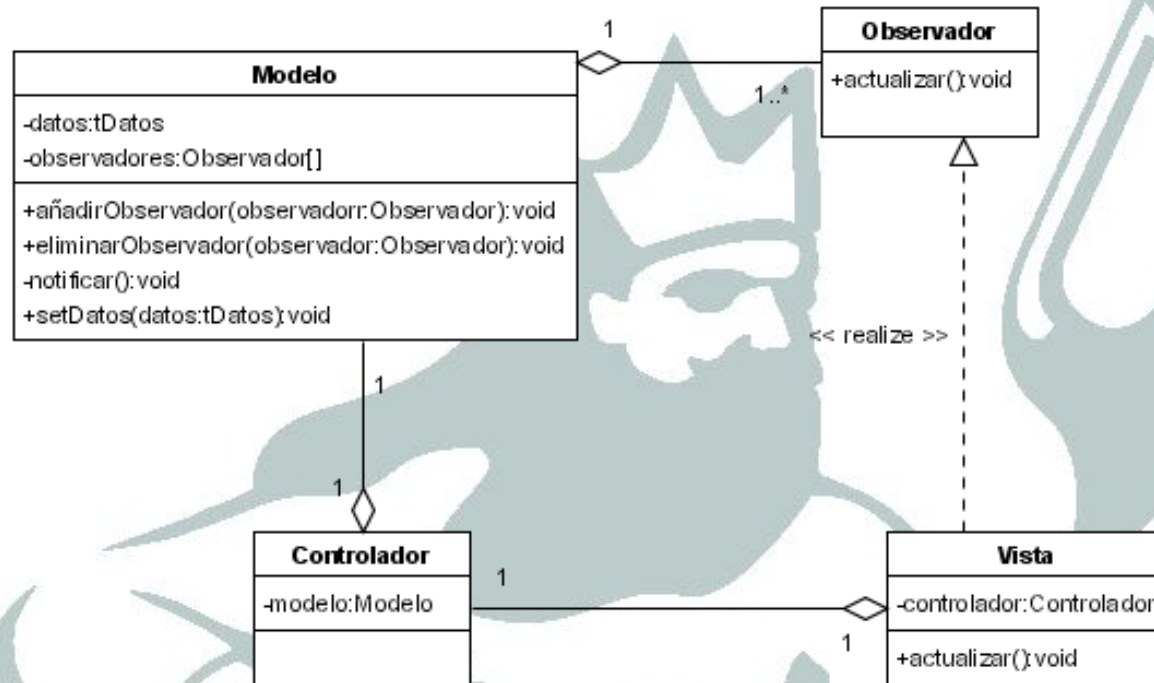 Modelo
-datos:tDatos
-observadores:Observador[]
+añadirObservador(observadorr:Observador):void
+eliminarObservador(observador:Observador):void
-notificar():void
+setDatos(datos:tDatos):void
1
1..*
Observador
+actualizar():void
<< realize >>
1
1
Controlador
-modelo:Modelo
1
1
Vista
-controlador:Controlador
+actualizar():void